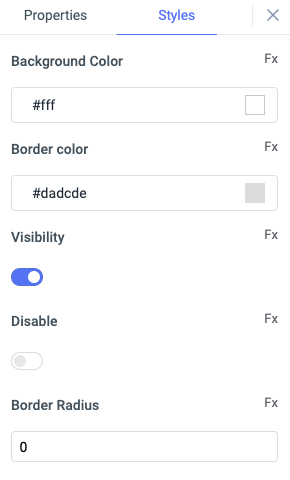 Properties
Styles
Background Color
Fx
#fff
Border color
Fx
#dadcde
Visibility
Fx
Disable
Fx
Border Radius
Fx
0